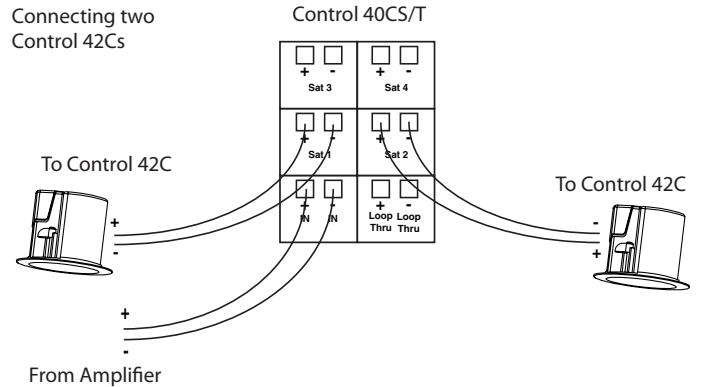 Connecting two
Control 42Cs
Control 40CS/T
+ - + -
Sat 3 Sat 4
+ - + -
Sat 1 Sat 2
To Control 42C
To Control 42C
+ - + -
IN IN Loop Loop
Thru Thru
+
-
-
+
+
-
From Amplifier